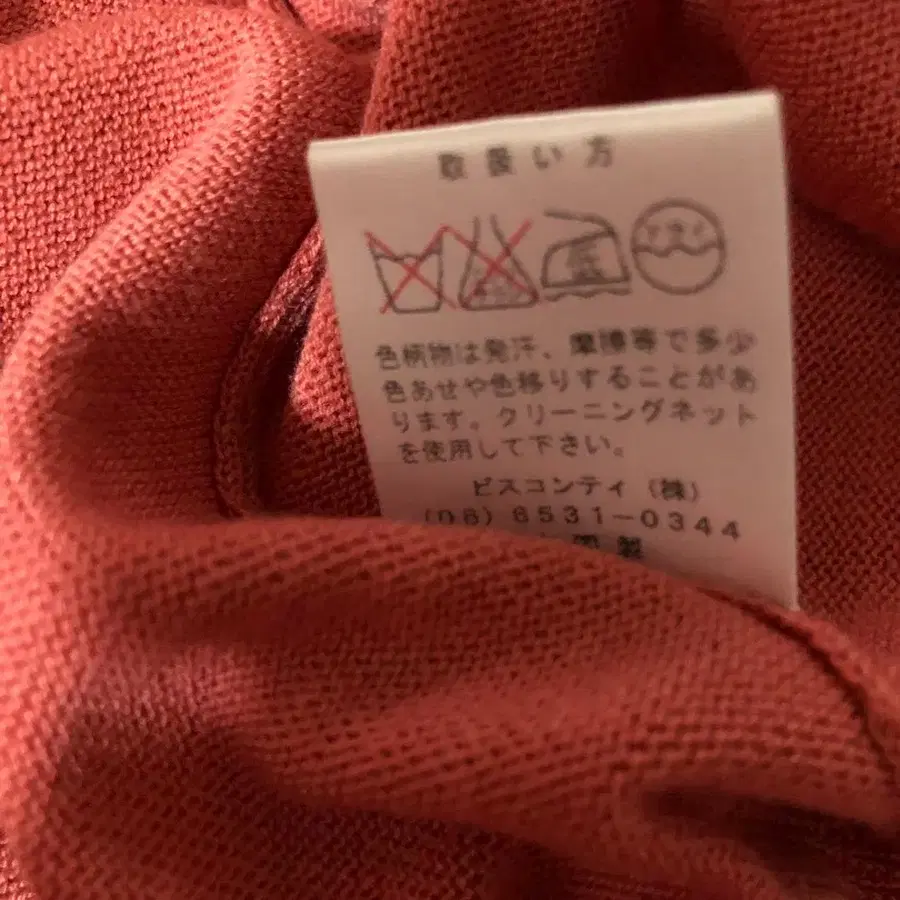 取扱い方
色柄物は発汗、摩擦等で多少
色あせや色移りすることがあ
ります。クリーニングネット
を使用して下さい。
ビスコンティ(株)
(06)6531-0344
製